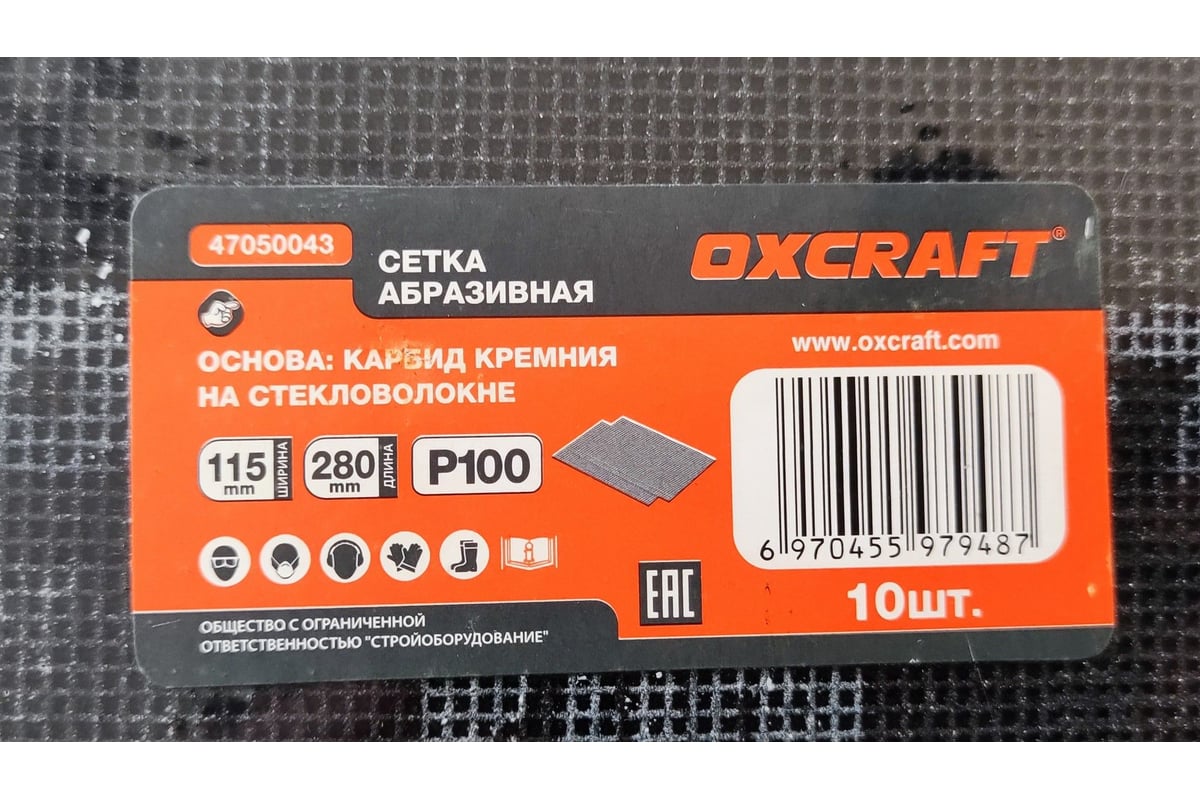 47050043
СЕТКА
АБРАЗИВНАЯ
OXCRAFT®
www.oxcraft.com
ОСНОВА: КАРБИД КРЕМНИЯ
НА СТЕКЛОВОЛОКНЕ
115 mm ШИРИНА
280 mm ДЛИНА
P100
6 970455 979487
EAC
10шт.
ОБЩЕСТВО С ОГРАНИЧЕННОЙ
ОТВЕТСТВЕННОСТЬЮ "СТРОЙОБОРУДОВАНИЕ"